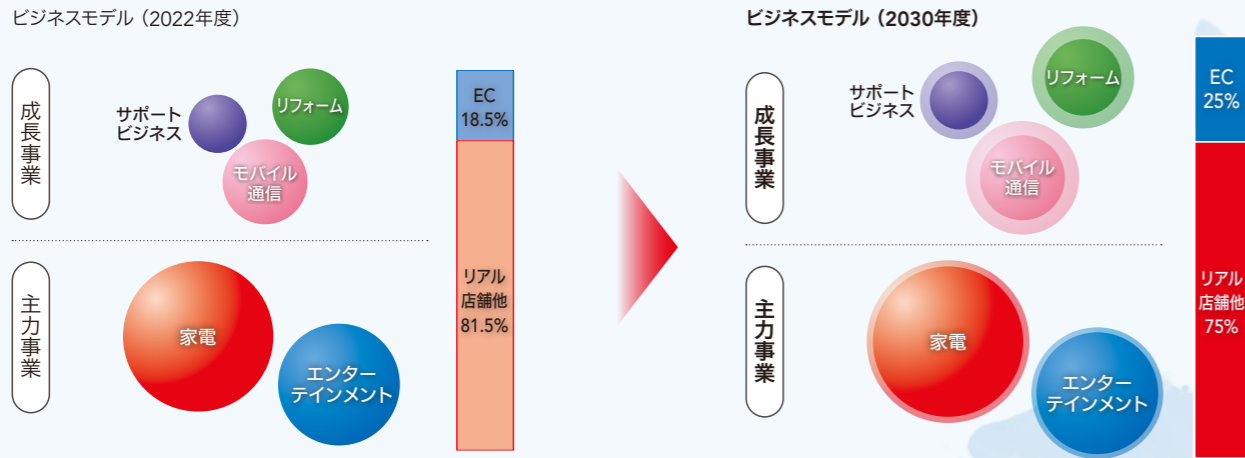 ビジネスモデル（2022年度）
成長事業
サポート
ビジネス
リフォーム
モバイル
通信
主力事業
家電
エンター
テインメント
EC
18.5%
リアル
店舗他
81.5%
ビジネスモデル（2030年度）
成長事業
サポート
ビジネス
リフォーム
モバイル
通信
主力事業
家電
エンター
テインメント
EC
25%
リアル
店舗他
75%